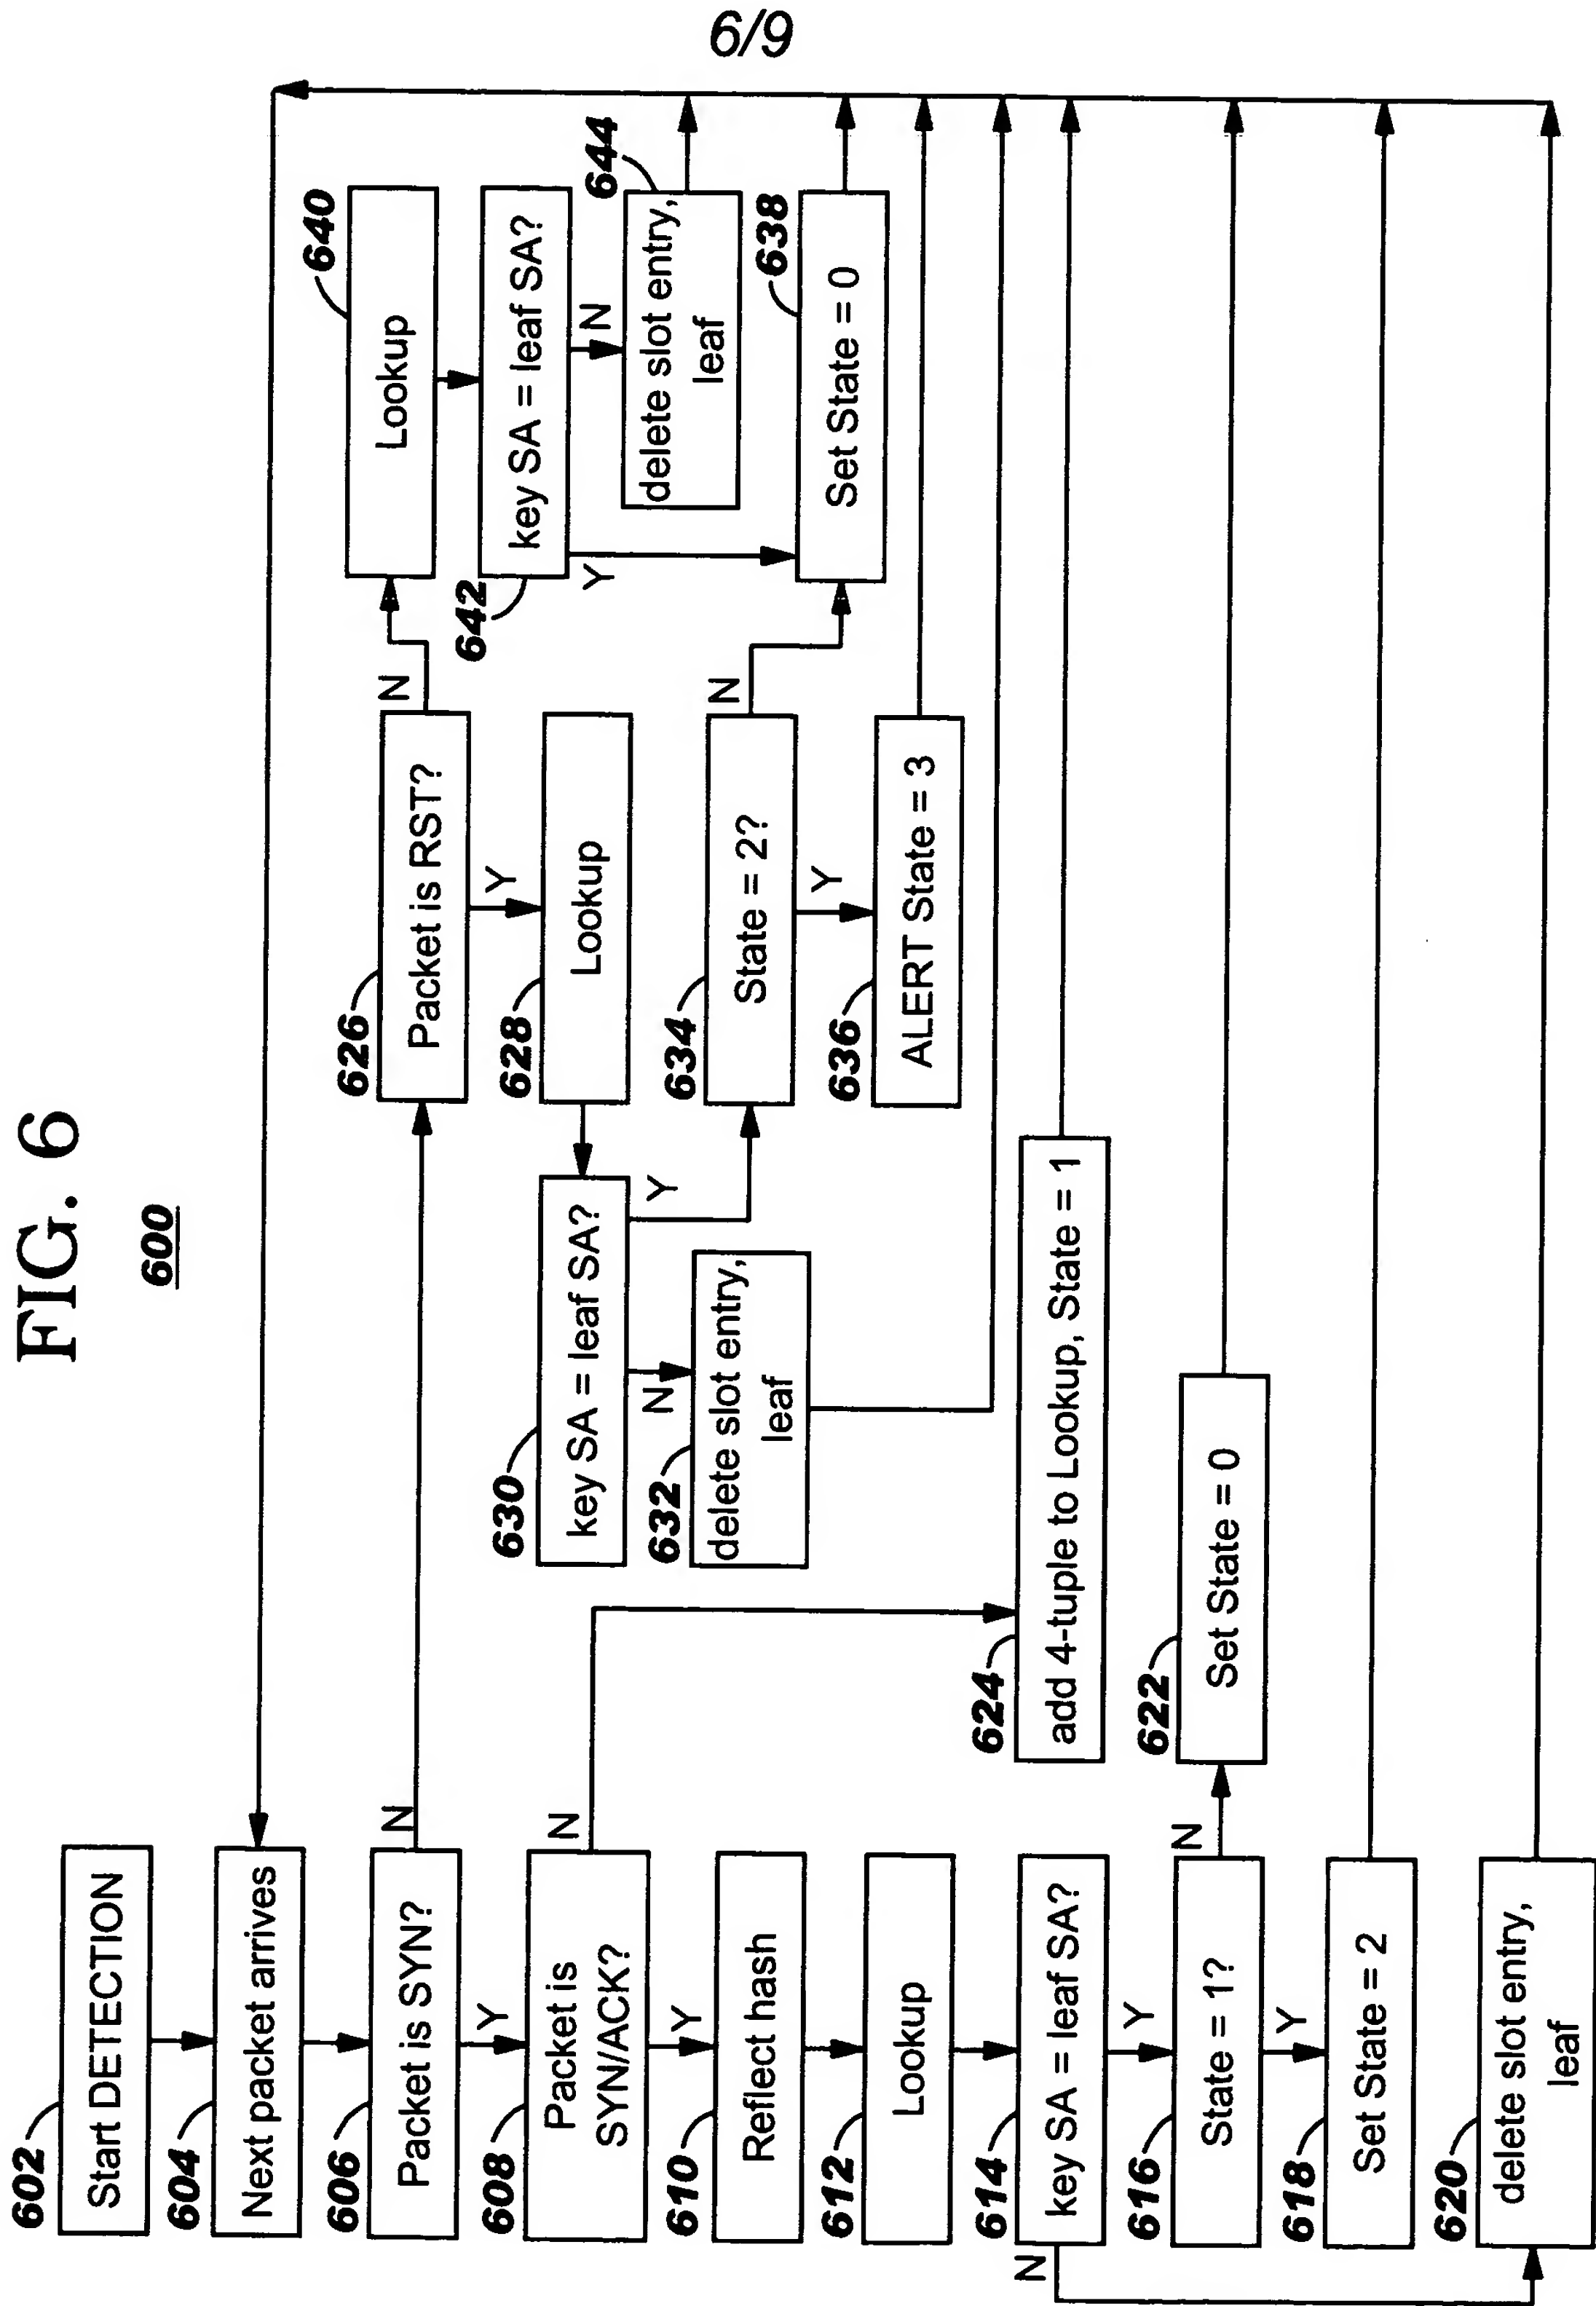 6/9
FIG. 6
600
602
Start DETECTION
604
Next packet arrives
606
Packet is SYN?
N
Y
608
Packet is
SYN/ACK?
N
Y
610
Reflect hash
612
Lookup
614
key SA = leaf SA?
N
Y
616
State = 1?
N
Y
618
Set State = 2
620
delete slot entry,
leaf
622
Set State = 0
624
add 4-tuple to Lookup, State = 1
626
Packet is RST?
N
Y
628
Lookup
630
key SA = leaf SA?
Y
N
632
delete slot entry,
leaf
634
State = 2?
N
Y
636
ALERT State = 3
640
Lookup
642
key SA = leaf SA?
N
Y
644
delete slot entry,
leaf
638
Set State = 0